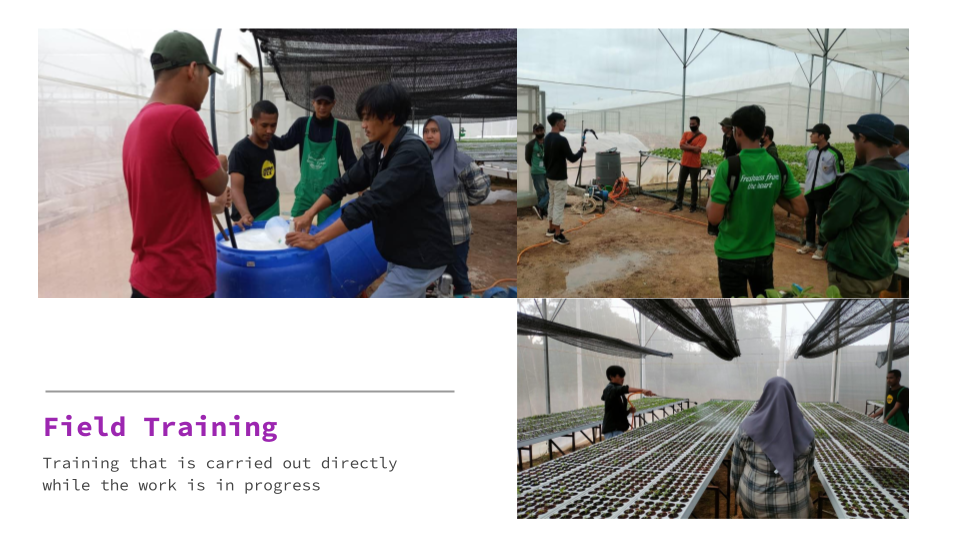 freshness from
the heart
Field Training
Training that is carried out directly
while the work is in progress